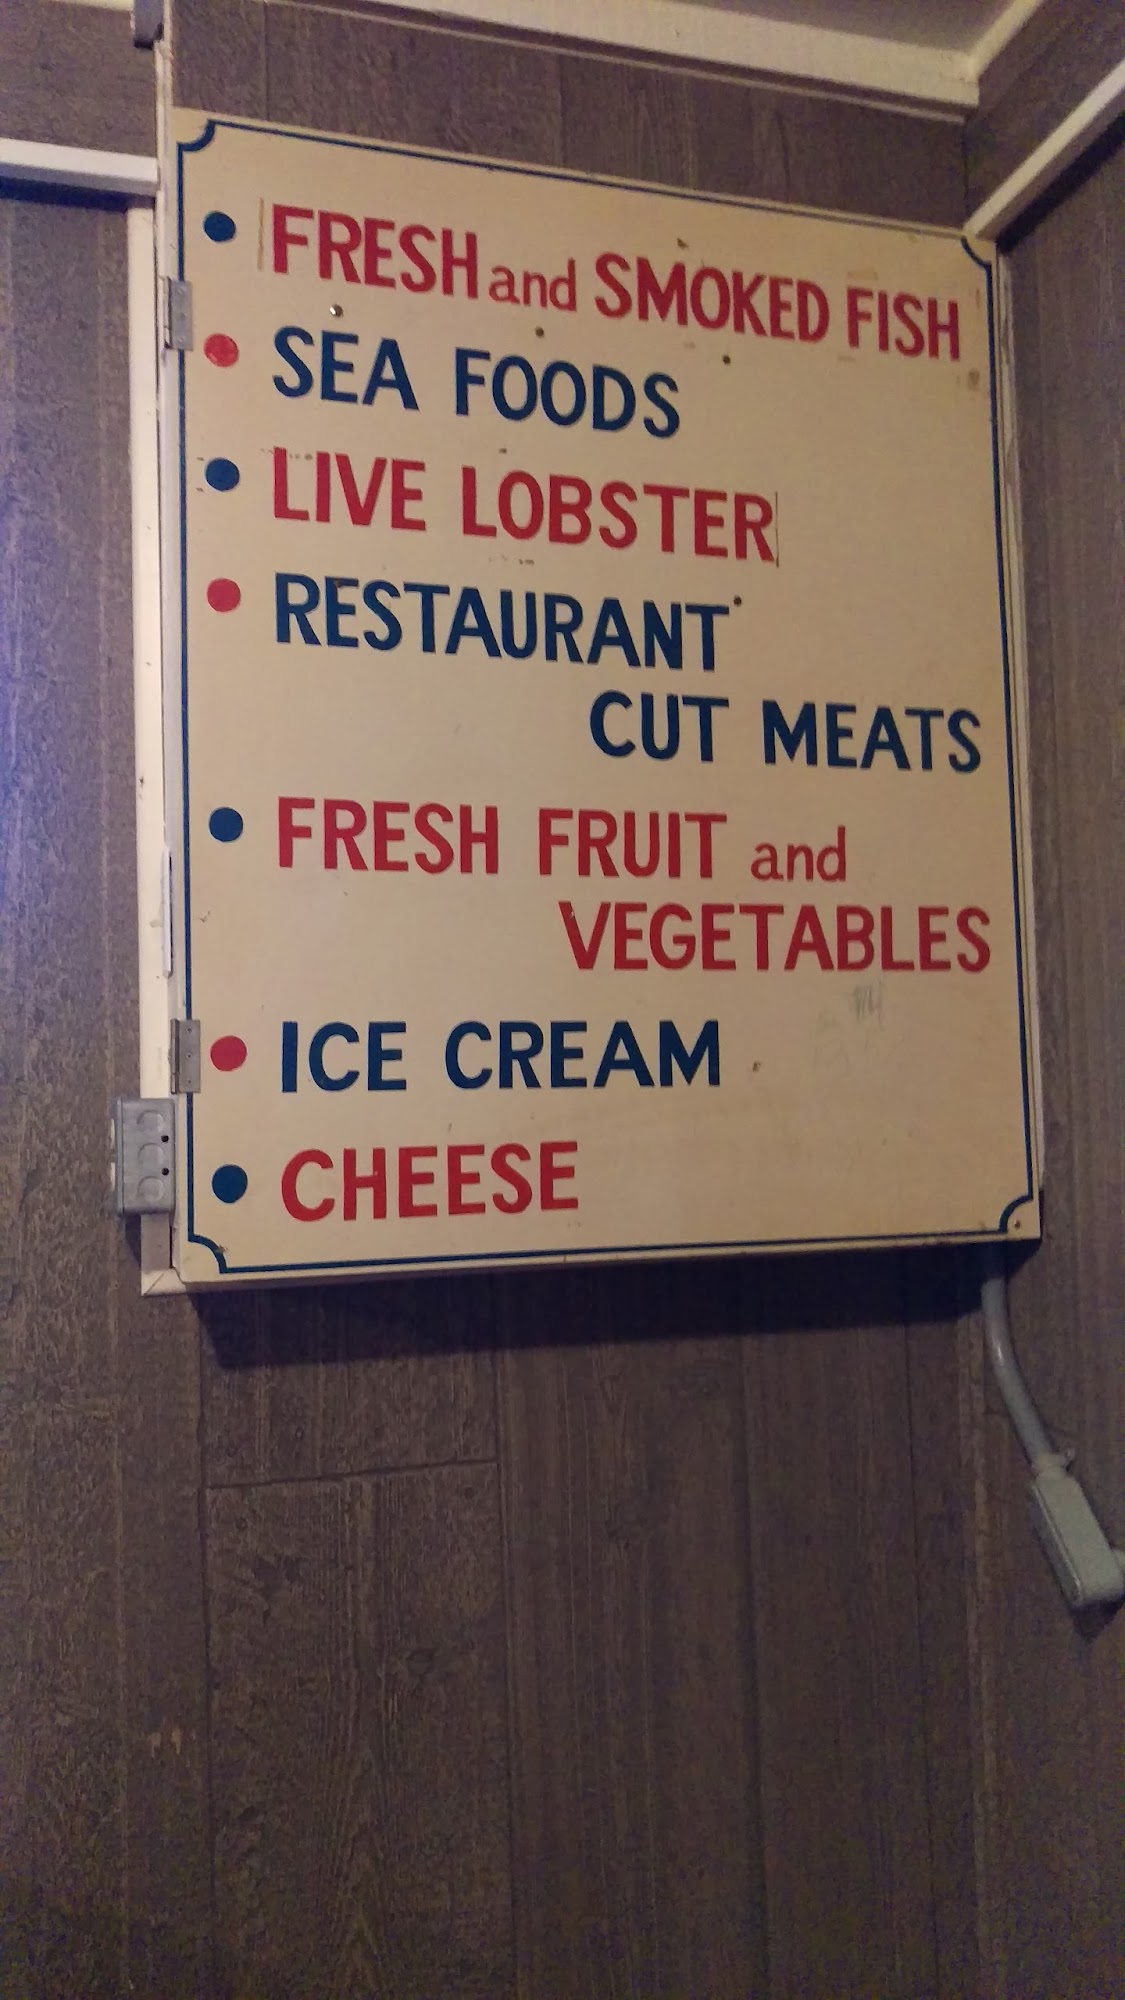 FRESH and SMOKED FISH
SEA FOODS
LIVE LOBSTER
RESTAURANT
CUT MEATS
FRESH FRUIT and
VEGETABLES
ICE CREAM
CHEESE